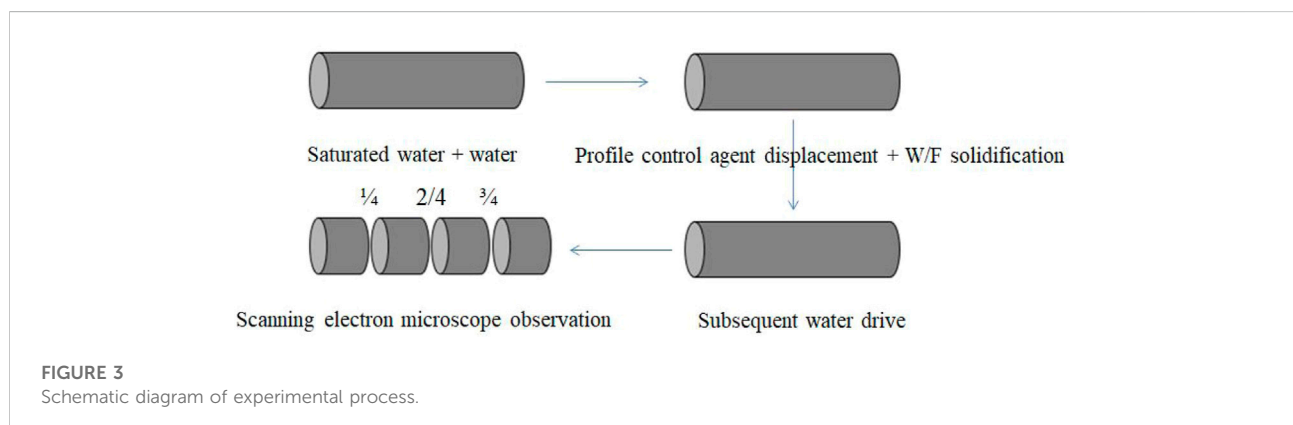 Saturated water + water
Profile control agent displacement + W/F solidification
¼ 2/4 ¾
Scanning electron microscope observation
Subsequent water drive
FIGURE 3
Schematic diagram of experimental process.